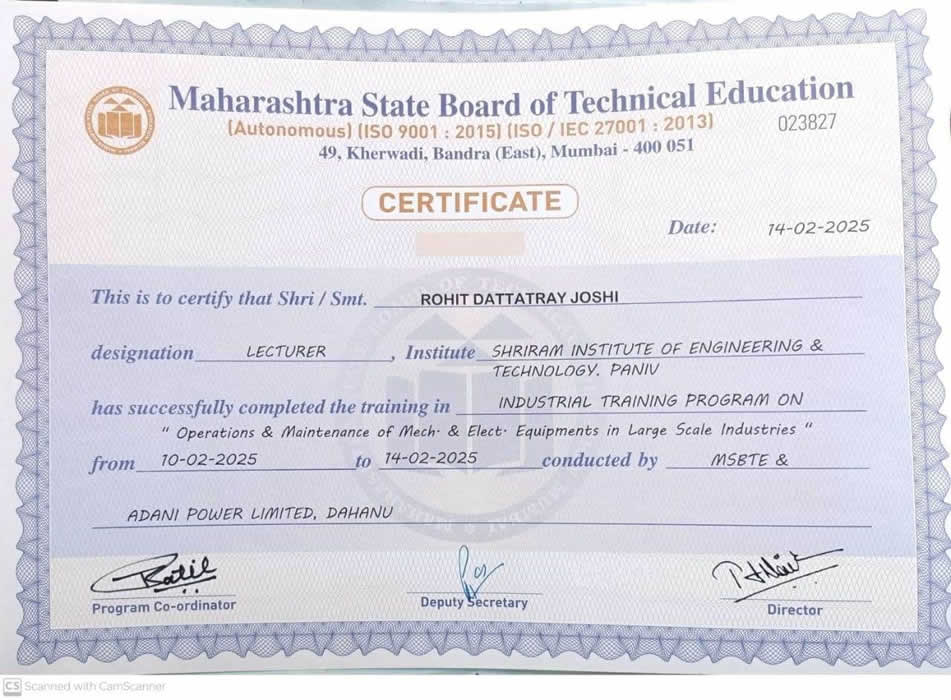 Maharashtra State Board of Technical Education
(Autonomous) (ISO 9001 : 2015) (ISO / IEC 27001 : 2013)
023827
49, Kherwadi, Bandra (East), Mumbai - 400 051
CERTIFICATE
Date: 14-02-2025
This is to certify that Shri / Smt. ROHIT DATTATRAY JOSHI
designation LECTURER , Institute SHRIRAM INSTITUTE OF ENGINEERING &
TECHNOLOGY. PANIV
has successfully completed the training in INDUSTRIAL TRAINING PROGRAM ON
" Operations & Maintenance of Mech. & Elect. Equipments in Large Scale Industries "
from 10-02-2025 to 14-02-2025 conducted by MSBTE &
ADANI POWER LIMITED, DAHANU
Program Co-ordinator
Deputy Secretary
Director
CS Scanned with CamScanner